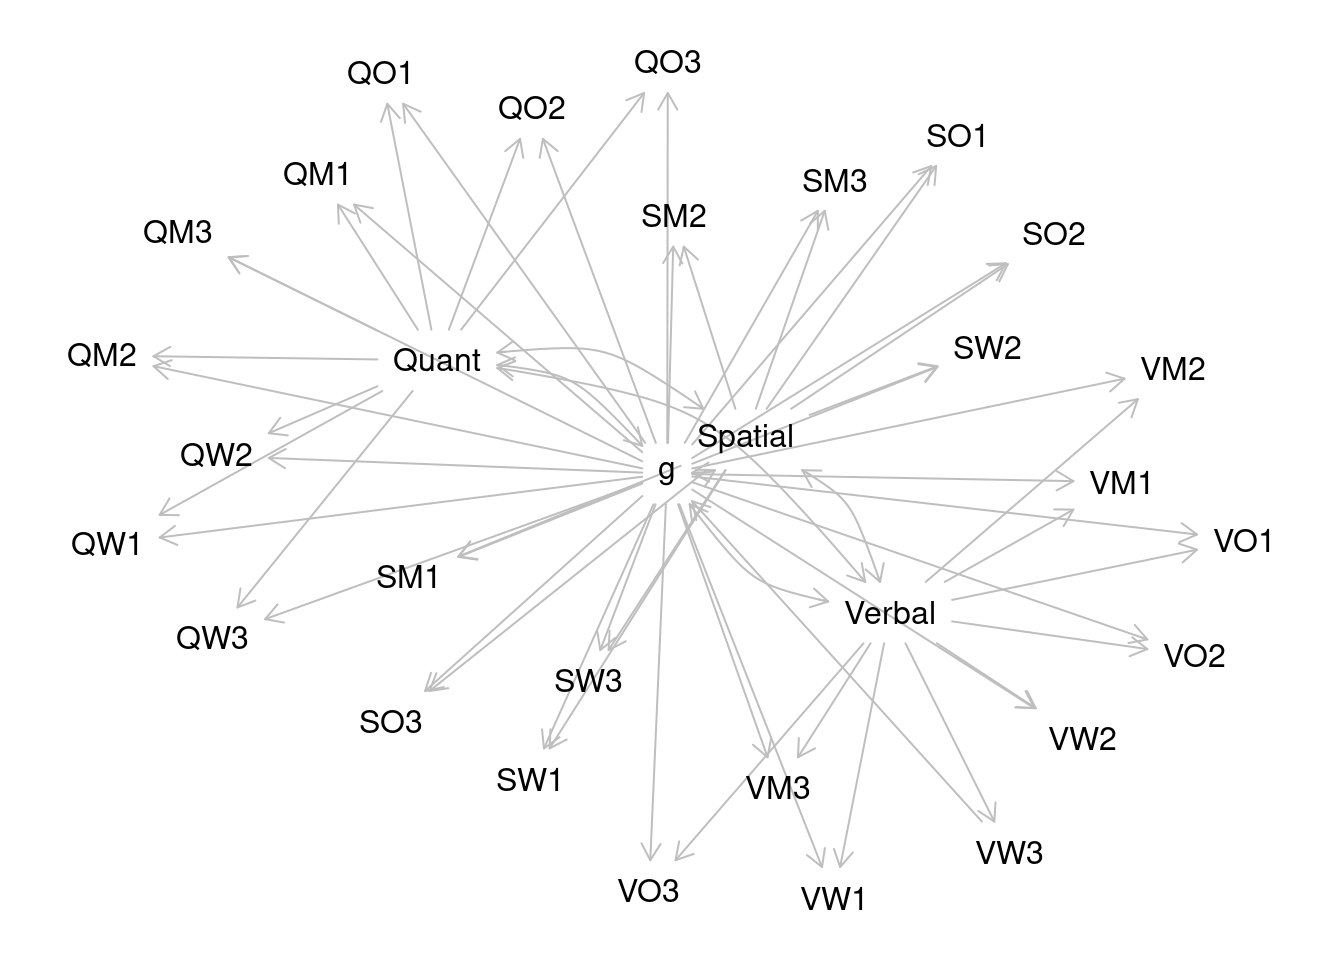 QO3
QO1
QO2
SO1
QM1
SM3
SM2
QM3
SO2
SW2
QM2
Quant
VM2
Spatial
QW2
g
VM1
VO1
QW1
SM1
Verbal
QW3
VO2
SW3
SO3
VW2
SW1
VM3
VW3
VO3
VW1